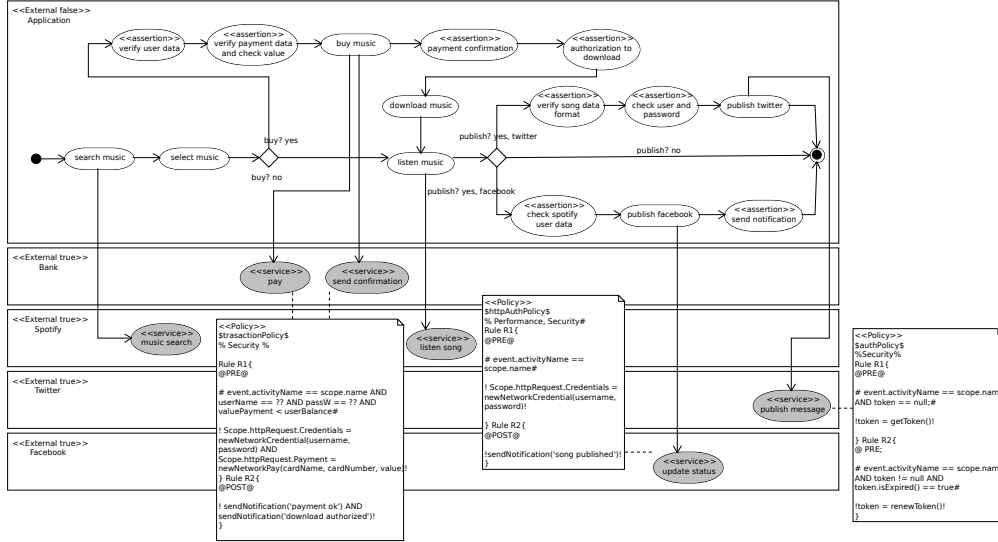 <<External false>>
Application
<<assertion>>
verify user data
<<assertion>>
verify payment data
and check value
buy music
<<assertion>>
payment confirmation
<<assertion>>
authorization to
download
download music
<<assertion>>
verify song data
format
<<assertion>>
check user and
password
publish twitter
buy? yes
publish? yes, twitter
search music
select music
listen music
publish? no
buy? no
publish? yes, facebook
<<assertion>>
check spotify
user data
publish facebook
<<assertion>>
send notification
<<External true>>
Bank
<<service>>
pay
<<service>>
send confirmation
<<External true>>
Spotify
<<service>>
music search
<<service>>
listen song
<<External true>>
Twitter
<<service>>
publish message
<<External true>>
Facebook
<<service>>
update status
<<Policy>>
$trasactionPolicy$
% Security %
Rule R1{
@PRE@
# event.activityName == scope.name AND
userName == ?? AND passW == ?? AND
valuePayment < userBalance#
! Scope.httpRequest.Credentials =
newNetworkCredential(username,
password) AND
Scope.httpRequest.Payment =
newNetworkPay(cardName, cardNumber, value)!
} Rule R2{
@POST@
! sendNotification('payment ok') AND
sendNotification('download authorized')!
}
<<Policy>>
$httpAuthPolicy$
% Performance, Security#
Rule R1{
@PRE@
# event.activityName ==
scope.name#
! Scope.httpRequest.Credentials =
newNetworkCredential(username,
password)!
} Rule R2{
@POST@
!sendNotification('song published')!
}
<<Policy>>
$authPolicy$
%Security%
Rule R1{
@PRE@
# event.activityName == scope.nam
AND token == null;#
!token = getToken()!
} Rule R2{
@ PRE;
# event.activityName == scope.nam
AND token != null AND
token.isExpired() == true#
!token = renewToken()!
}